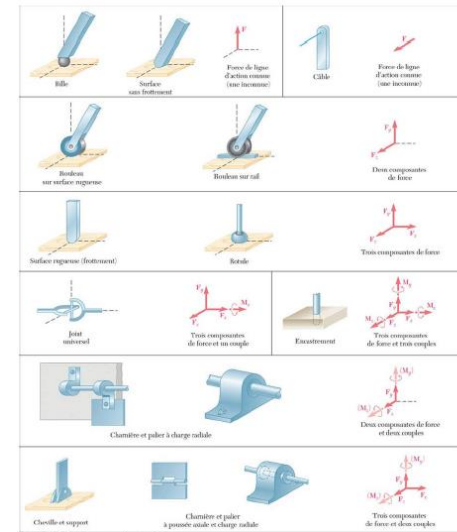 F
Bille
Surface
sans frottement
Force de ligne
d'action connue
(une inconnue)
Câble
Force de ligne
d'action connue
(une inconnue)
Rouleau
sur surface rugueuse
Rouleau sur rail
Deux composantes
de force
Surface rugueuse (frottement)
Rotule
Trois composantes de force
Joint
universel
Trois composantes
de force et un couple
Encastrement
Trois composantes
de force et trois couples
Charnière et palier à charge radiale
Deux composantes de force
et deux couples
Cheville et support
Charnière et palier
à poussée axiale et charge radiale
Trois composantes
de force et deux couples